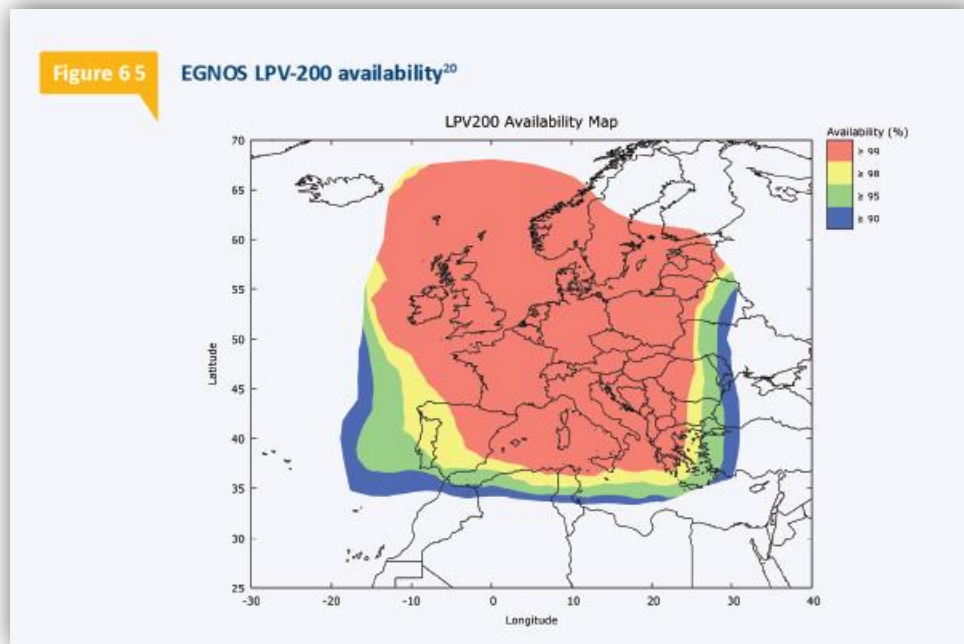 Figure 6 5
EGNOS LPV-200 availability20
LPV200 Availability Map
Availability (%)
≥ 99
≥ 98
≥ 95
≥ 90
Latitude
70
65
60
55
50
45
40
35
30
25
-30 -20 -10 0 10 20 30 40
Longitude